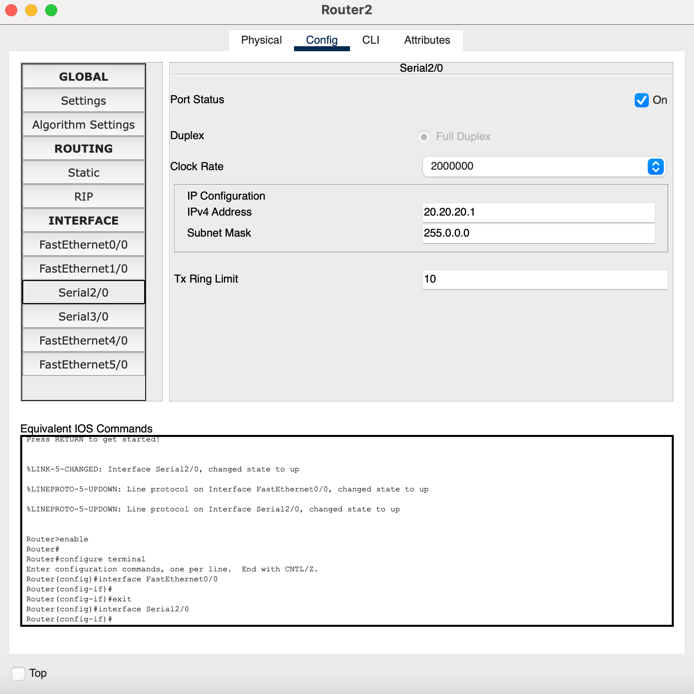 Router2
Physical Config CLI Attributes
GLOBAL
Settings
Algorithm Settings
ROUTING
Static
RIP
INTERFACE
FastEthernet0/0
FastEthernet1/0
Serial2/0
Serial3/0
FastEthernet4/0
FastEthernet5/0
Serial2/0
Port Status On
Duplex Full Duplex
Clock Rate 2000000
IP Configuration
IPv4 Address 20.20.20.1
Subnet Mask 255.0.0.0
Tx Ring Limit 10
Equivalent IOS Commands
Press RETURN to get started!
%LINK-5-CHANGED: Interface Serial2/0, changed state to up
%LINEPROTO-5-UPDOWN: Line protocol on Interface FastEthernet0/0, changed state to up
%LINEPROTO-5-UPDOWN: Line protocol on Interface Serial2/0, changed state to up
Router>enable
Router#
Router#configure terminal
Enter configuration commands, one per line.  End with CNTL/Z.
Router(config)#interface FastEthernet0/0
Router(config-if)#
Router(config-if)#exit
Router(config)#interface Serial2/0
Router(config-if)#
Top